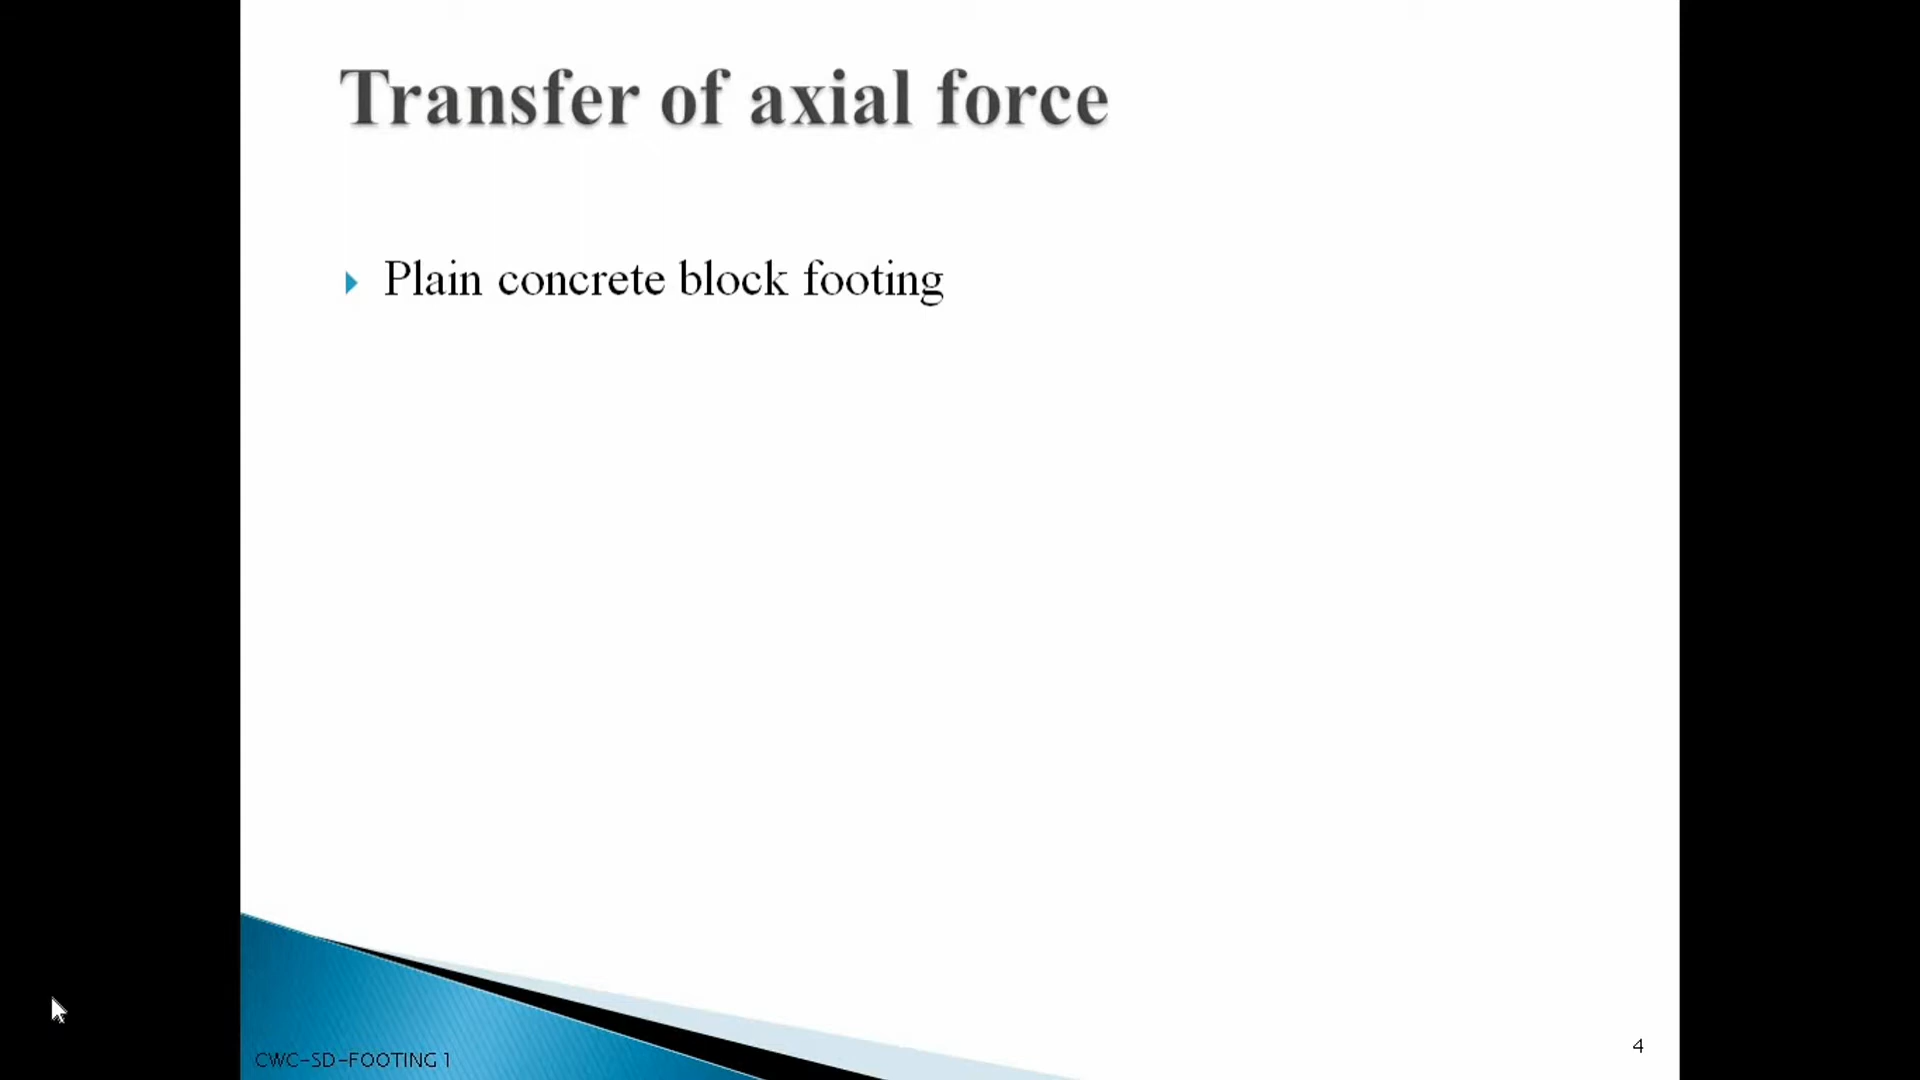 Transfer of axial force
Plain concrete block footing
CWC-SD-FOOTING 1
4